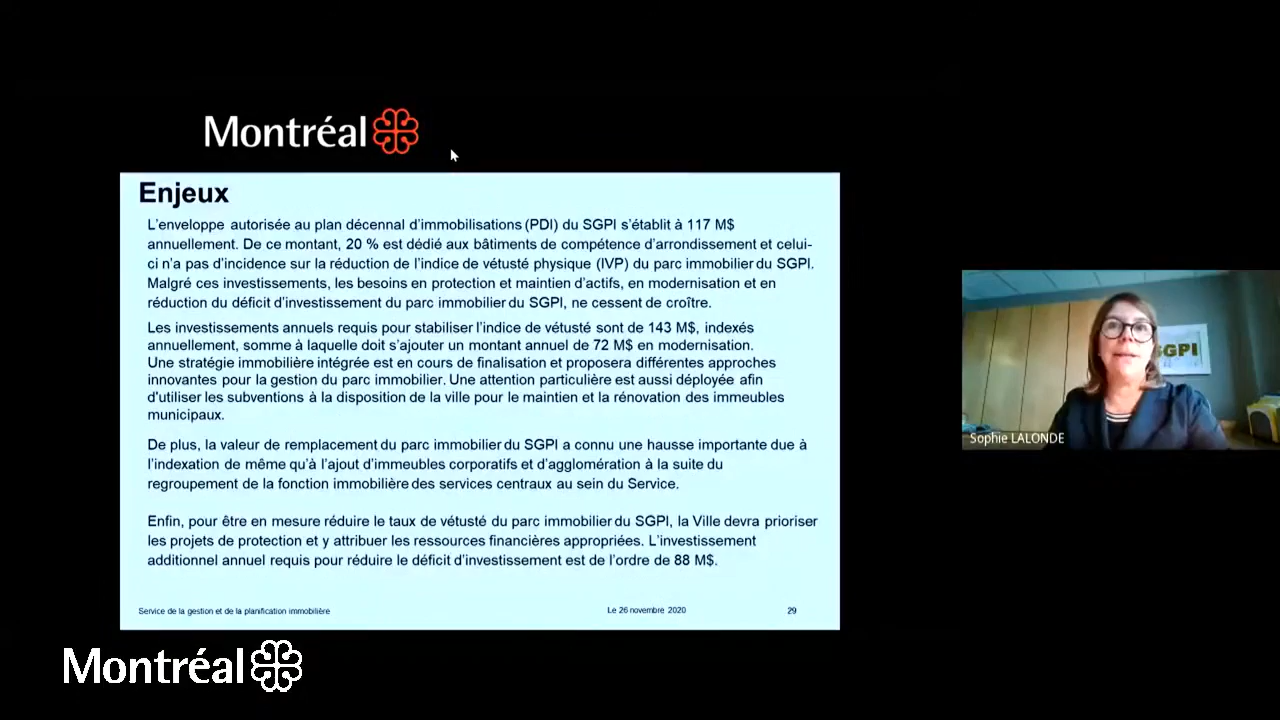 Montréal
Enjeux
L'enveloppe autorisée au plan décennal d'immobilisations (PDI) du SGPI s'établit à 117 M$
annuellement. De ce montant, 20 % est dédié aux bâtiments de compétence d'arrondissement et celui-
ci n'a pas d'incidence sur la réduction de l'indice de vétusté physique (IVP) du parc immobilier du SGPI.
Malgré ces investissements, les besoins en protection et maintien d'actifs, en modernisation et en
réduction du déficit d'investissement du parc immobilier du SGPI, ne cessent de croître.
Les investissements annuels requis pour stabiliser l'indice de vétusté sont de 143 M$, indexés
annuellement, somme à laquelle doit s'ajouter un montant annuel de 72 M$ en modernisation.
Une stratégie immobilière intégrée est en cours de finalisation et proposera différentes approches
innovantes pour la gestion du parc immobilier. Une attention particulière est aussi déployée afin
d'utiliser les subventions à la disposition de la ville pour le maintien et la rénovation des immeubles
municipaux.
De plus, la valeur de remplacement du parc immobilier du SGPI a connu une hausse importante due à
l'indexation de même qu'à l'ajout d'immeubles corporatifs et d'agglomération à la suite du
regroupement de la fonction immobilière des services centraux au sein du Service.
Enfin, pour être en mesure réduire le taux de vétusté du parc immobilier du SGPI, la Ville devra prioriser
les projets de protection et y attribuer les ressources financières appropriées. L'investissement
additionnel annuel requis pour réduire le déficit d'investissement est de l'ordre de 88 M$.
Service de la gestion et de la planification immobilière
Le 26 novembre 2020
29
SGPI
Sophie LALONDE
Montréal